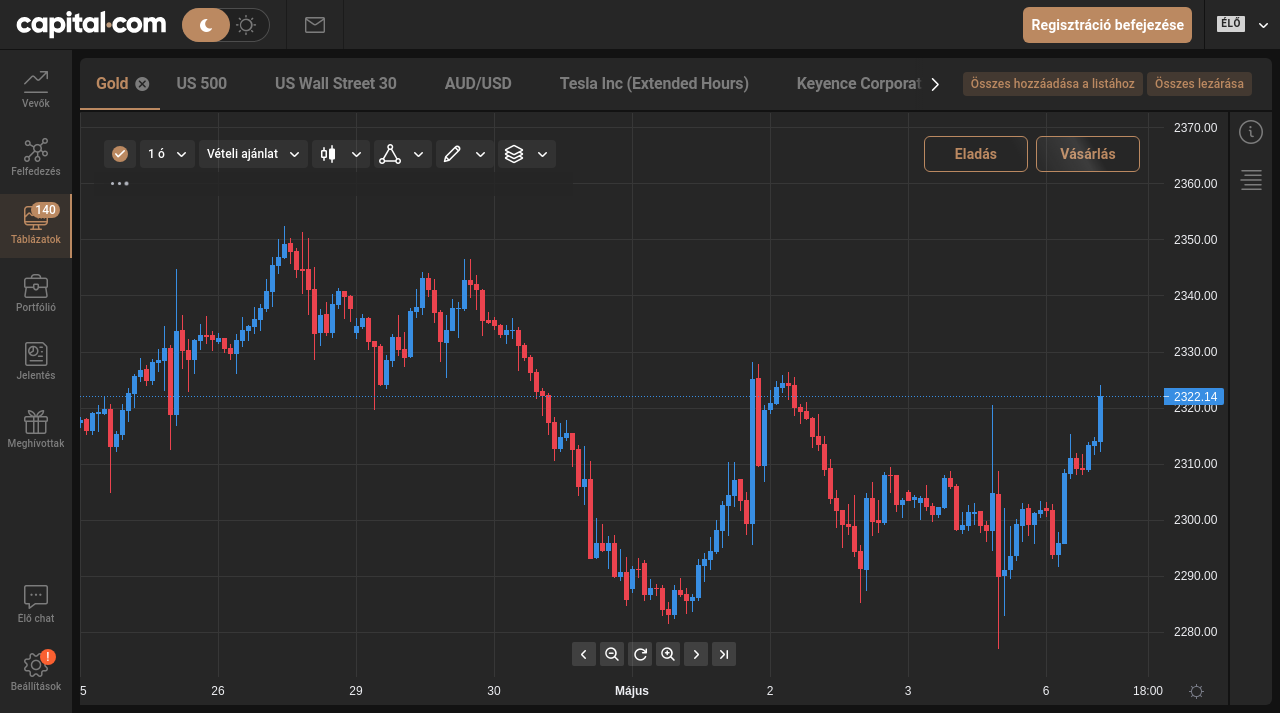 capital.com
Regisztráció befejezése
ÉLŐ
Vevők
Felfedezés
140
Táblázatok
Portfólió
Jelentés
Meghívottak
Élő chat
!
Beállítások
Gold
US 500
US Wall Street 30
AUD/USD
Tesla Inc (Extended Hours)
Keyence Corporat
Összes hozzáadása a listához
Összes lezárása
1 ó
Vételi ajánlat
Eladás
Vásárlás
2370.00
2360.00
2350.00
2340.00
2330.00
2322.14
2320.00
2310.00
2300.00
2290.00
2280.00
5
26
29
30
Május
2
3
6
18:00